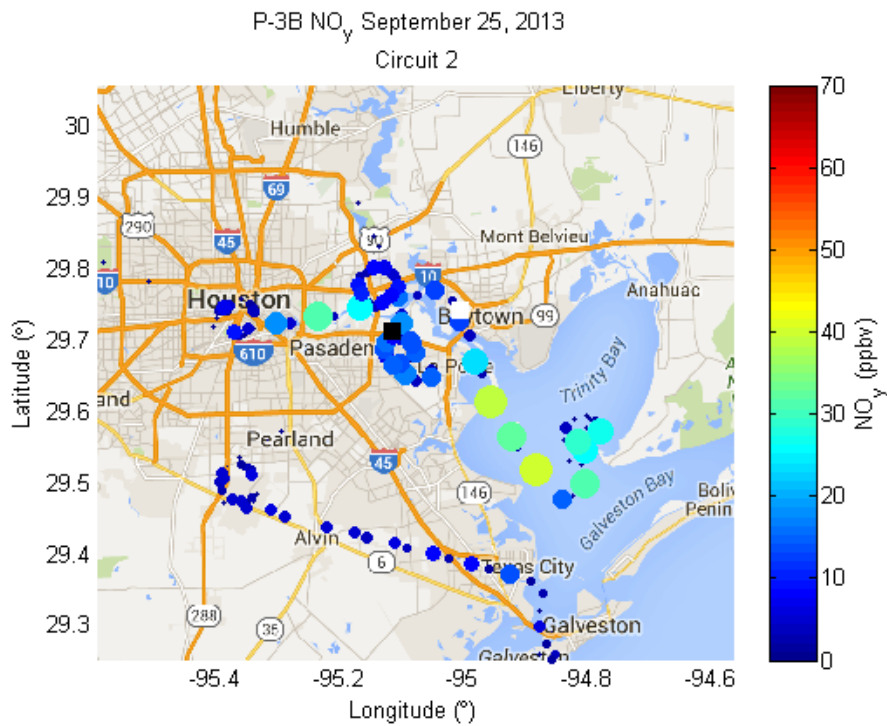 P-3B NOy September 25, 2013
Circuit 2
Liberty
30
Humble
146
29.9
69
290
45
90
Mont Belvieu
29.8
10
10
Anahuac
Houston
Baytown
99
29.7
610
Pasaden
La Porte
Trinity Bay
29.6
land
Pearland
45
29.5
146
Galveston Bay
Boliv
Penin
Alvin
29.4
6
Texas City
288
35
29.3
Galveston
Galveston
-95.4
-95.2
-95
-94.8
-94.6
Longitude (°)
Latitude (°)
70
60
50
40
30
20
10
0
NOy (ppbv)